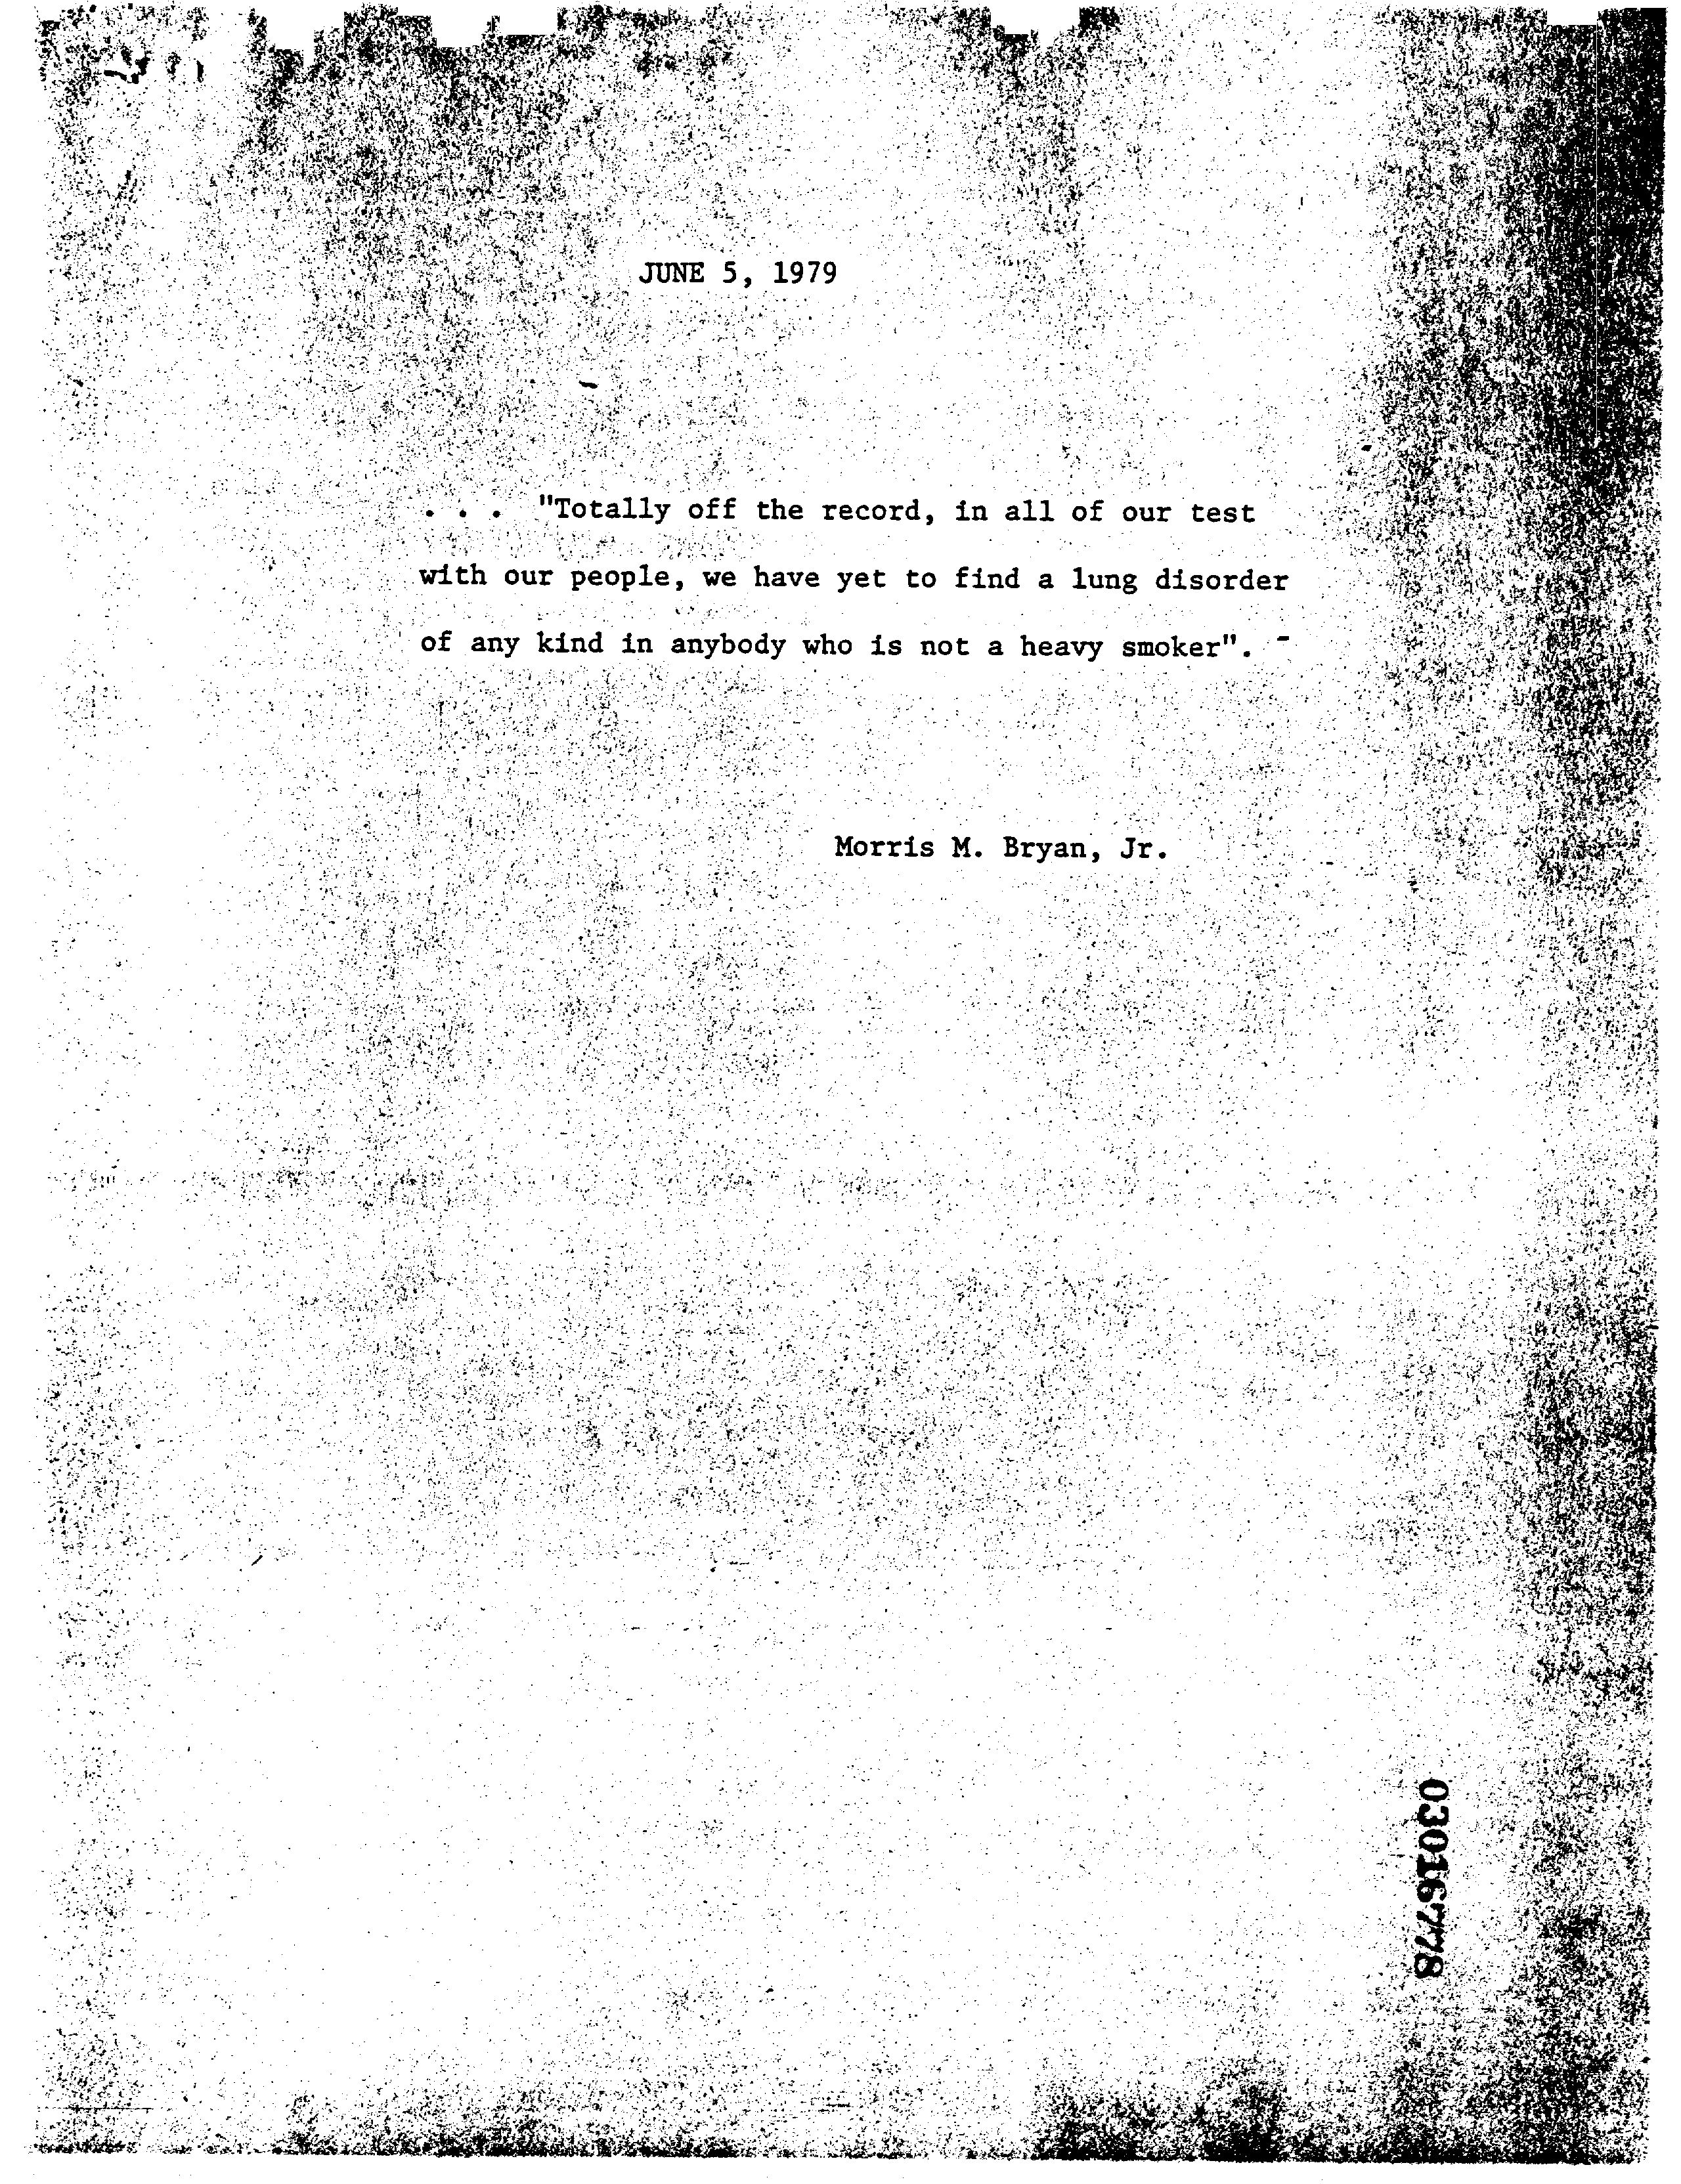 JUNE 5, 1979
. . . "Totally off the record, in all of our test
with our people, we have yet to find a lung disorder
of any kind in anybody who is not a heavy smoker". -
Morris M. Bryan, Jr.
03016778